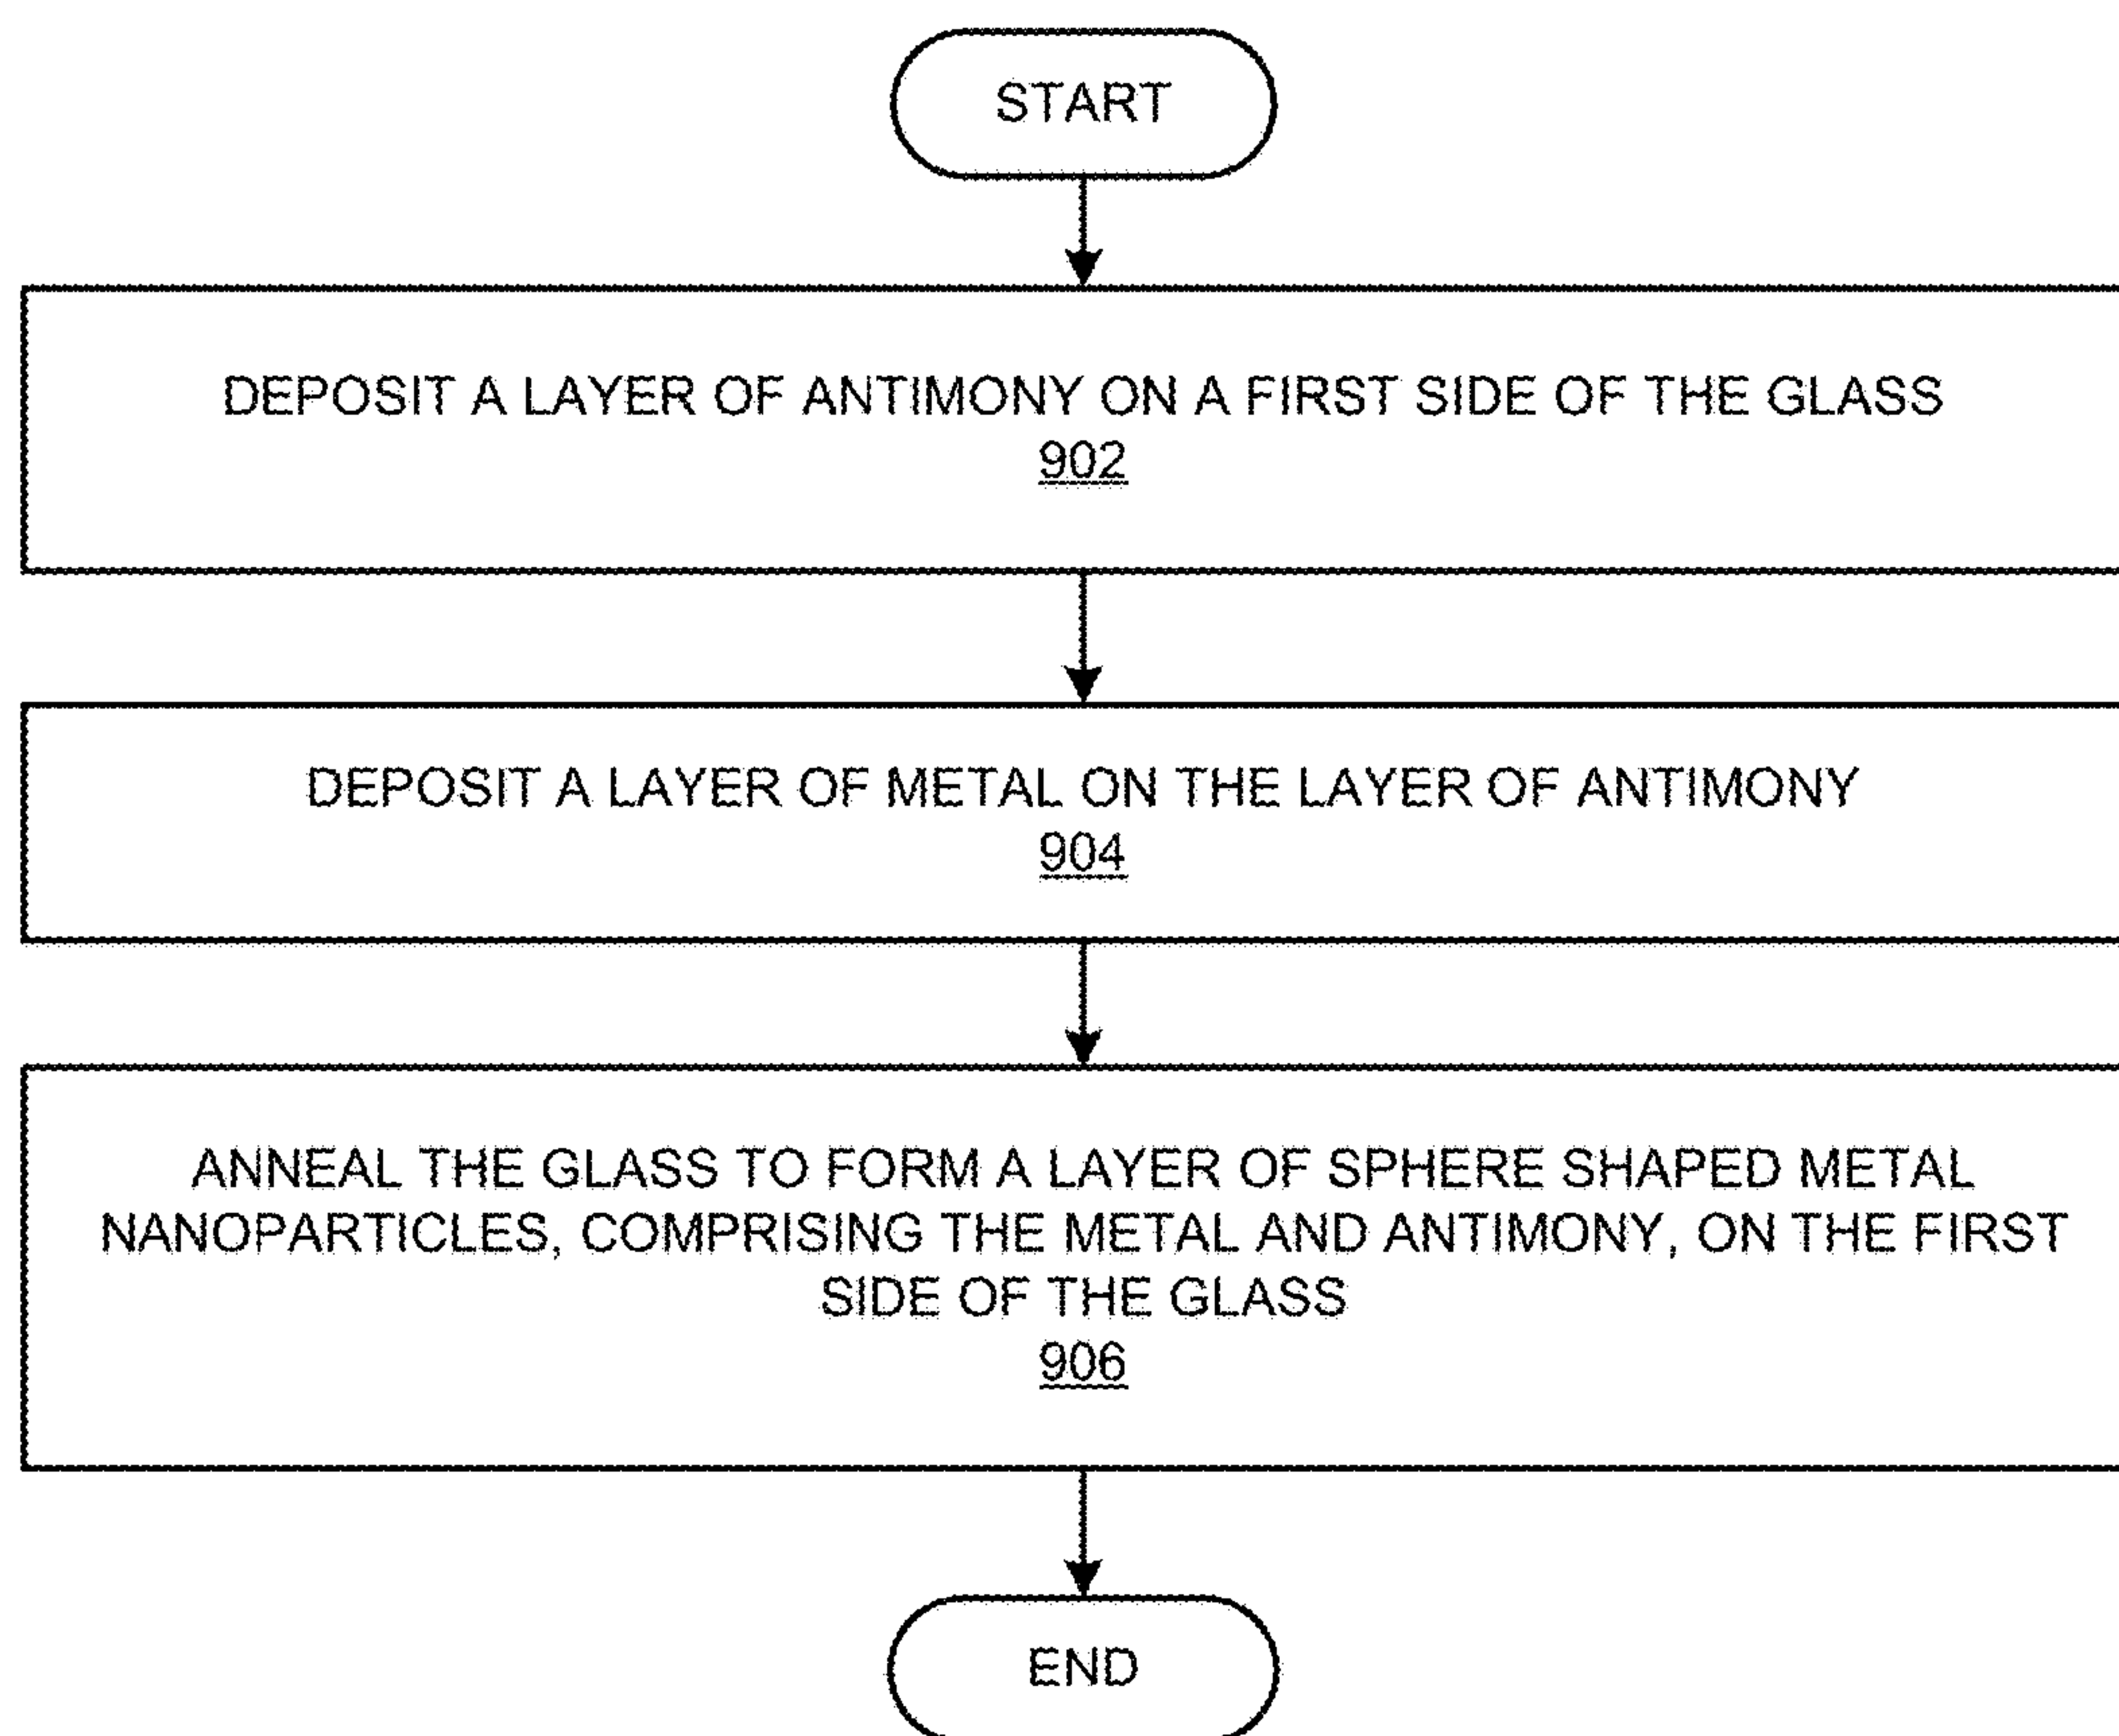 START
DEPOSIT A LAYER OF ANTIMONY ON A FIRST SIDE OF THE GLASS
902
DEPOSIT A LAYER OF METAL ON THE LAYER OF ANTIMONY
904
ANNEAL THE GLASS TO FORM A LAYER OF SPHERE SHAPED METAL
NANOPARTICLES, COMPRISING THE METAL AND ANTIMONY, ON THE FIRST
SIDE OF THE GLASS
906
END